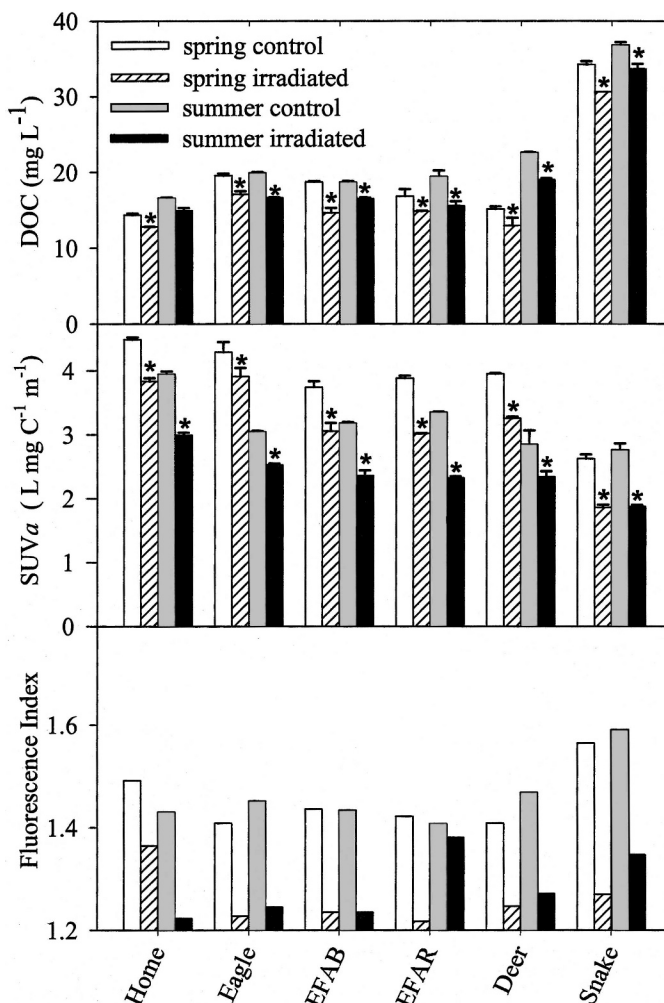 40
30
20
10
0
DOC (mg L⁻¹)
spring control
spring irradiated
summer control
summer irradiated
* * * * * * * * * * *
4
3
2
1
0
SUVa ( L mg C⁻¹ m⁻¹)
* * * * * * * * * * * *
1.6
1.4
1.2
Fluorescence Index
Home
Eagle
EFAB
EFAR
Deer
Snake